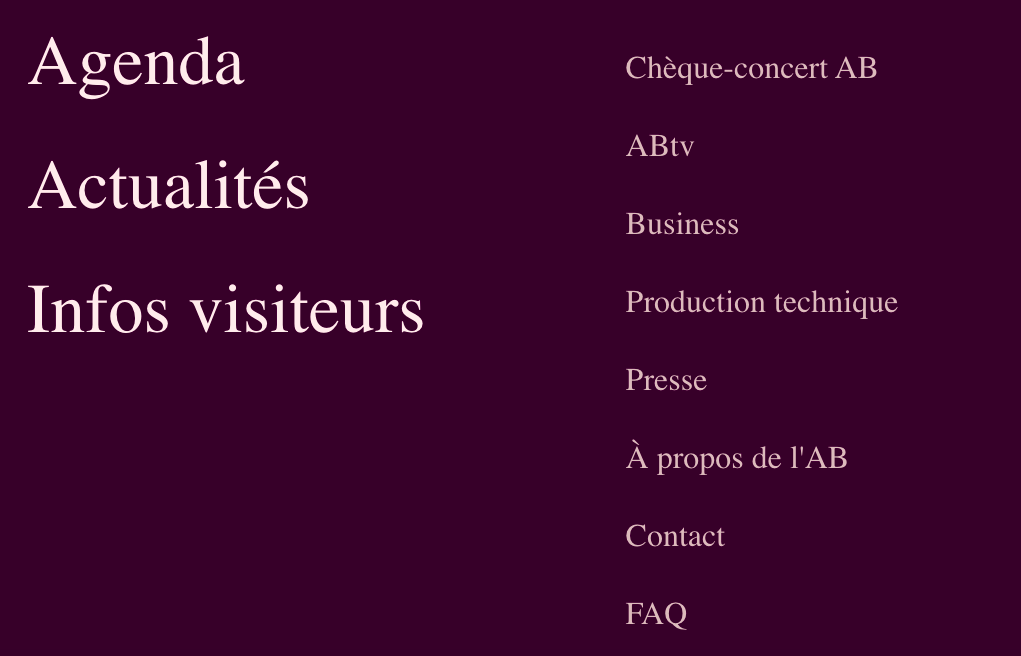 Agenda
Actualités
Infos visiteurs
Chèque-concert AB
ABtv
Business
Production technique
Presse
À propos de l'AB
Contact
FAQ